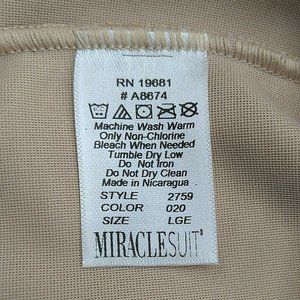 RN 19681
# A8674
Machine Wash Warm
Only Non-Chlorine
Bleach When Needed
Tumble Dry Low
Do Not Iron
Do Not Dry Clean
Made in Nicaragua
STYLE 2759
COLOR 020
SIZE LGE
MIRACLESUIT®